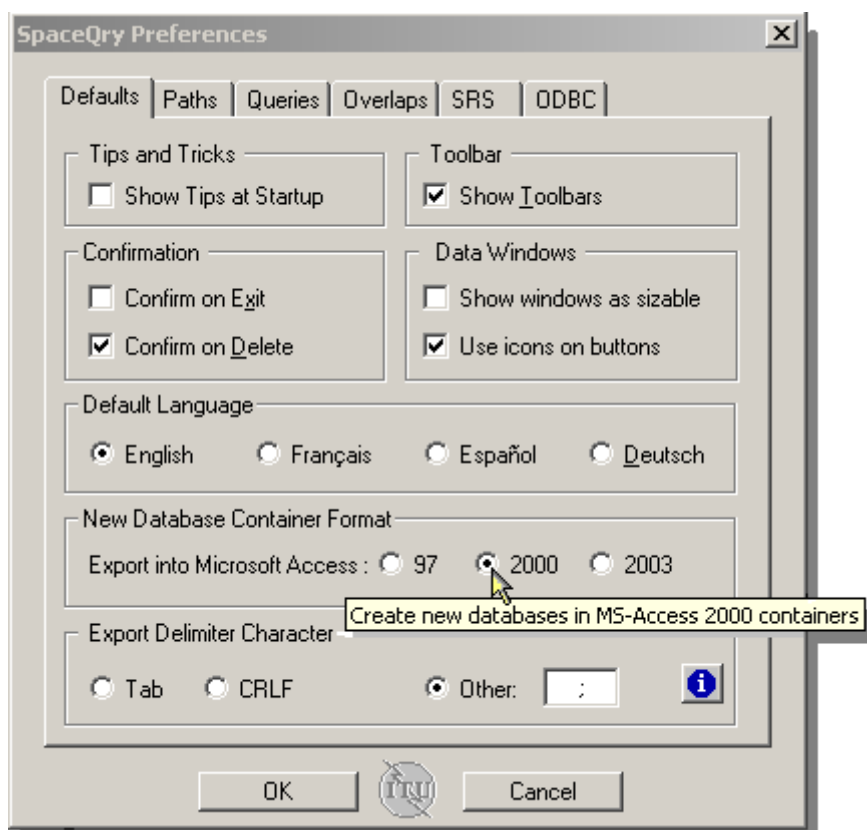 SpaceQry Preferences
Defaults Paths Queries Overlaps SRS ODBC
Tips and Tricks
Show Tips at Startup
Toolbar
Show Toolbars
Confirmation
Confirm on Exit
Confirm on Delete
Data Windows
Show windows as sizable
Use icons on buttons
Default Language
English Français Español Deutsch
New Database Container Format
Export into Microsoft Access : 97 2000 2003
Create new databases in MS-Access 2000 containers
Export Delimiter Character
Tab CRLF Other: ;
i
OK ITU Cancel